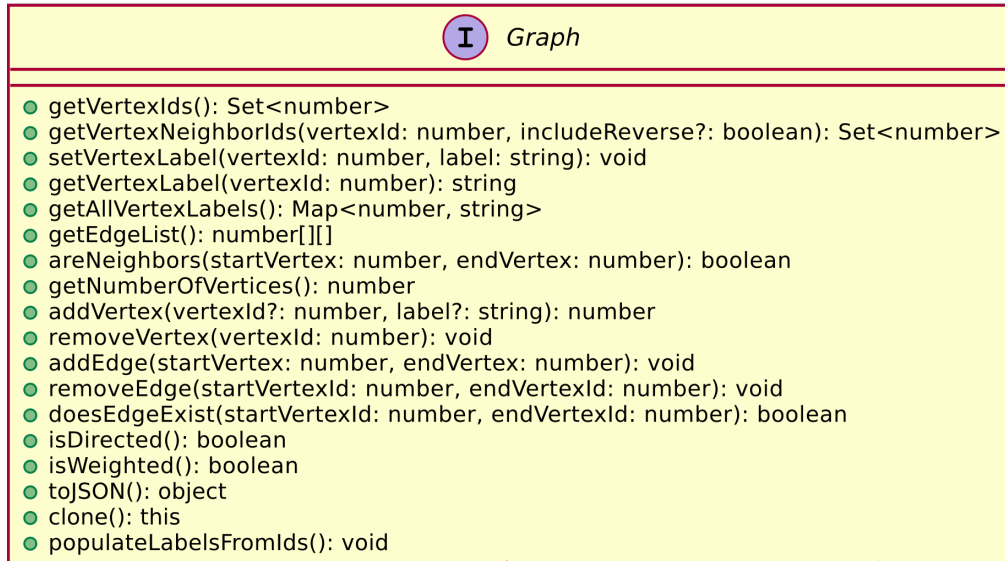 I Graph
getVertexIds(): Set<number>
getVertexNeighborIds(vertexId: number, includeReverse?: boolean): Set<number>
setVertexLabel(vertexId: number, label: string): void
getVertexLabel(vertexId: number): string
getAllVertexLabels(): Map<number, string>
getEdgeList(): number[][]
areNeighbors(startVertex: number, endVertex: number): boolean
getNumberOfVertices(): number
addVertex(vertexId?: number, label?: string): number
removeVertex(vertexId: number): void
addEdge(startVertex: number, endVertex: number): void
removeEdge(startVertexId: number, endVertexId: number): void
doesEdgeExist(startVertexId: number, endVertexId: number): boolean
isDirected(): boolean
isWeighted(): boolean
toJSON(): object
clone(): this
populateLabelsFromIds(): void